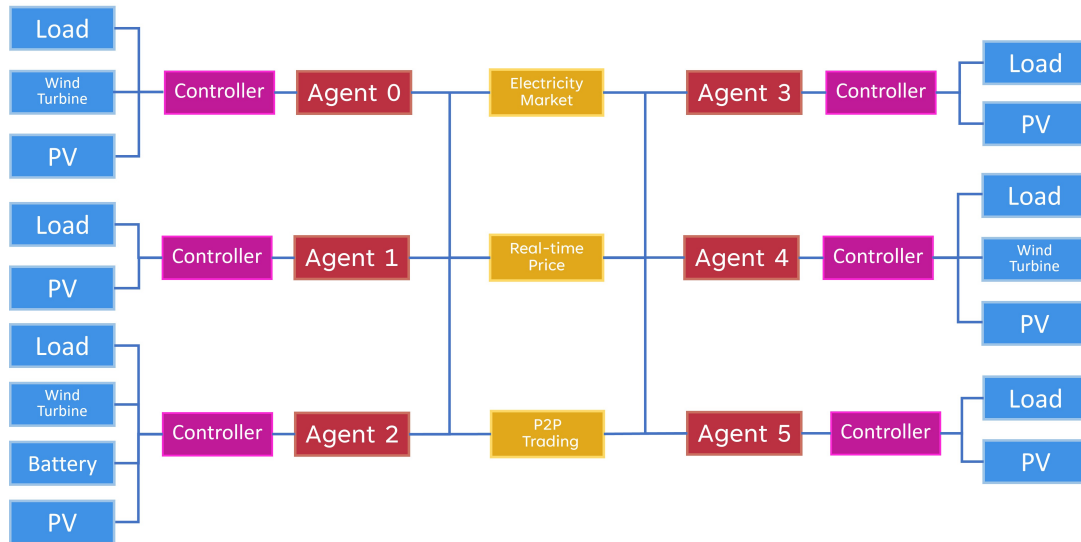 Load
Wind
Turbine
PV
Controller
Agent 0
Electricity
Market
Agent 3
Controller
Load
PV
Load
PV
Controller
Agent 1
Real-time
Price
Agent 4
Controller
Load
Wind
Turbine
PV
Load
Wind
Turbine
Battery
PV
Controller
Agent 2
P2P
Trading
Agent 5
Controller
Load
PV